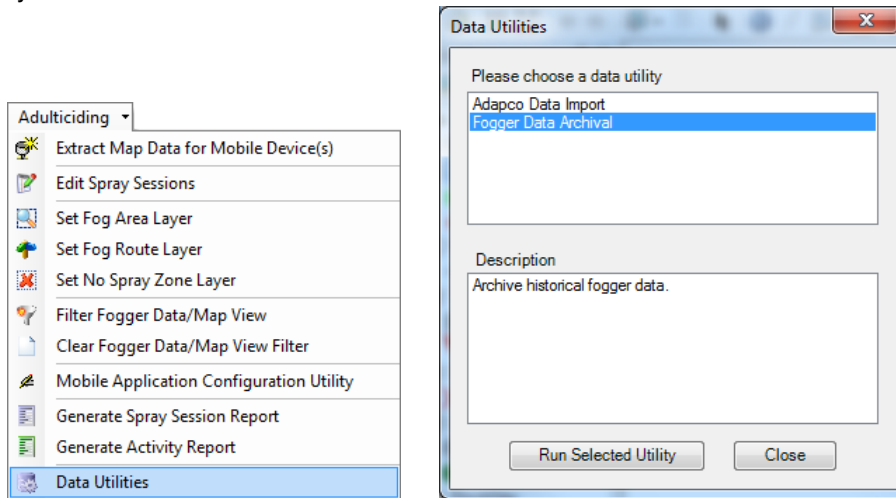 Adulticiding
Extract Map Data for Mobile Device(s)
Edit Spray Sessions
Set Fog Area Layer
Set Fog Route Layer
Set No Spray Zone Layer
Filter Fogger Data/Map View
Clear Fogger Data/Map View Filter
Mobile Application Configuration Utility
Generate Spray Session Report
Generate Activity Report
Data Utilities
Data Utilities
Please choose a data utility
Adapco Data Import
Fogger Data Archival
Description
Archive historical fogger data.
Run Selected Utility
Close